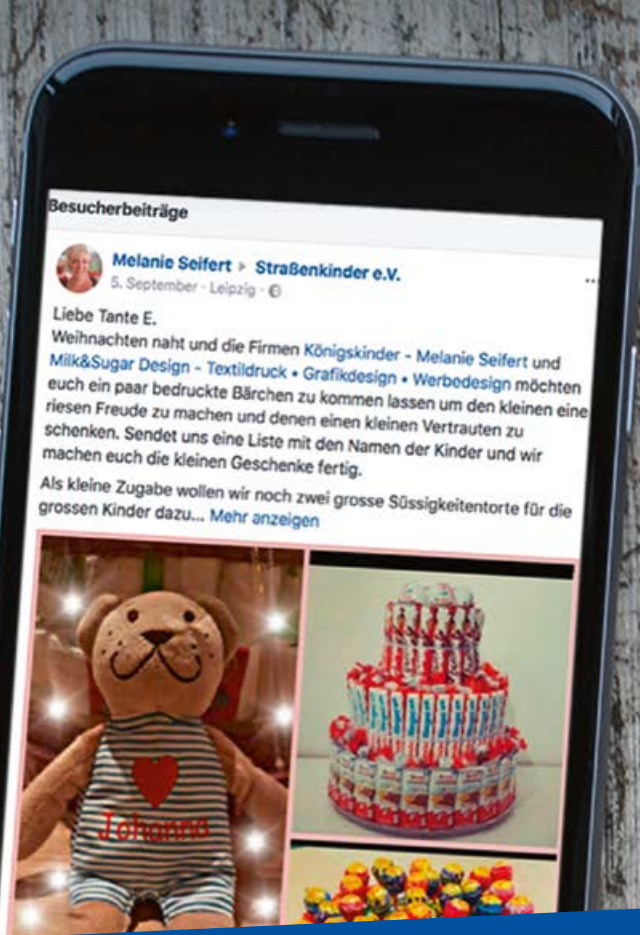 Besucherbeiträge
Melanie Seifert ▸ Straßenkinder e.V.
5. September · Leipzig ·
Liebe Tante E.
Weihnachten naht und die Firmen Königskinder - Melanie Seifert und
Milk&Sugar Design - Textildruck • Grafikdesign • Werbedesign möchten
euch ein paar bedruckte Bärchen zu kommen lassen um den kleinen eine
riesen Freude zu machen und denen einen kleinen Vertrauten zu
schenken. Sendet uns eine Liste mit den Namen der Kinder und wir
machen euch die kleinen Geschenke fertig.
Als kleine Zugabe wollen wir noch zwei grosse Süssigkeitentorte für die
grossen Kinder dazu... Mehr anzeigen
Johanna